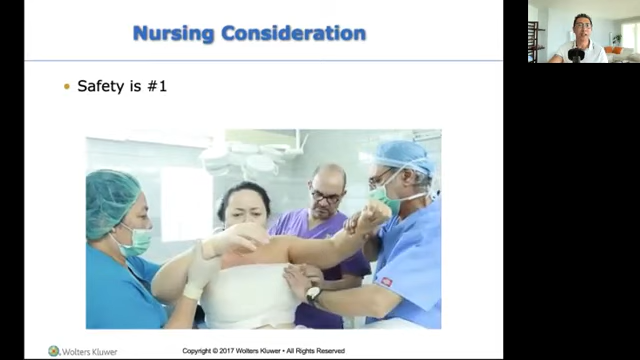 Nursing Consideration
Safety is #1
Wolters Kluwer
Copyright © 2017 Wolters Kluwer • All Rights Reserved